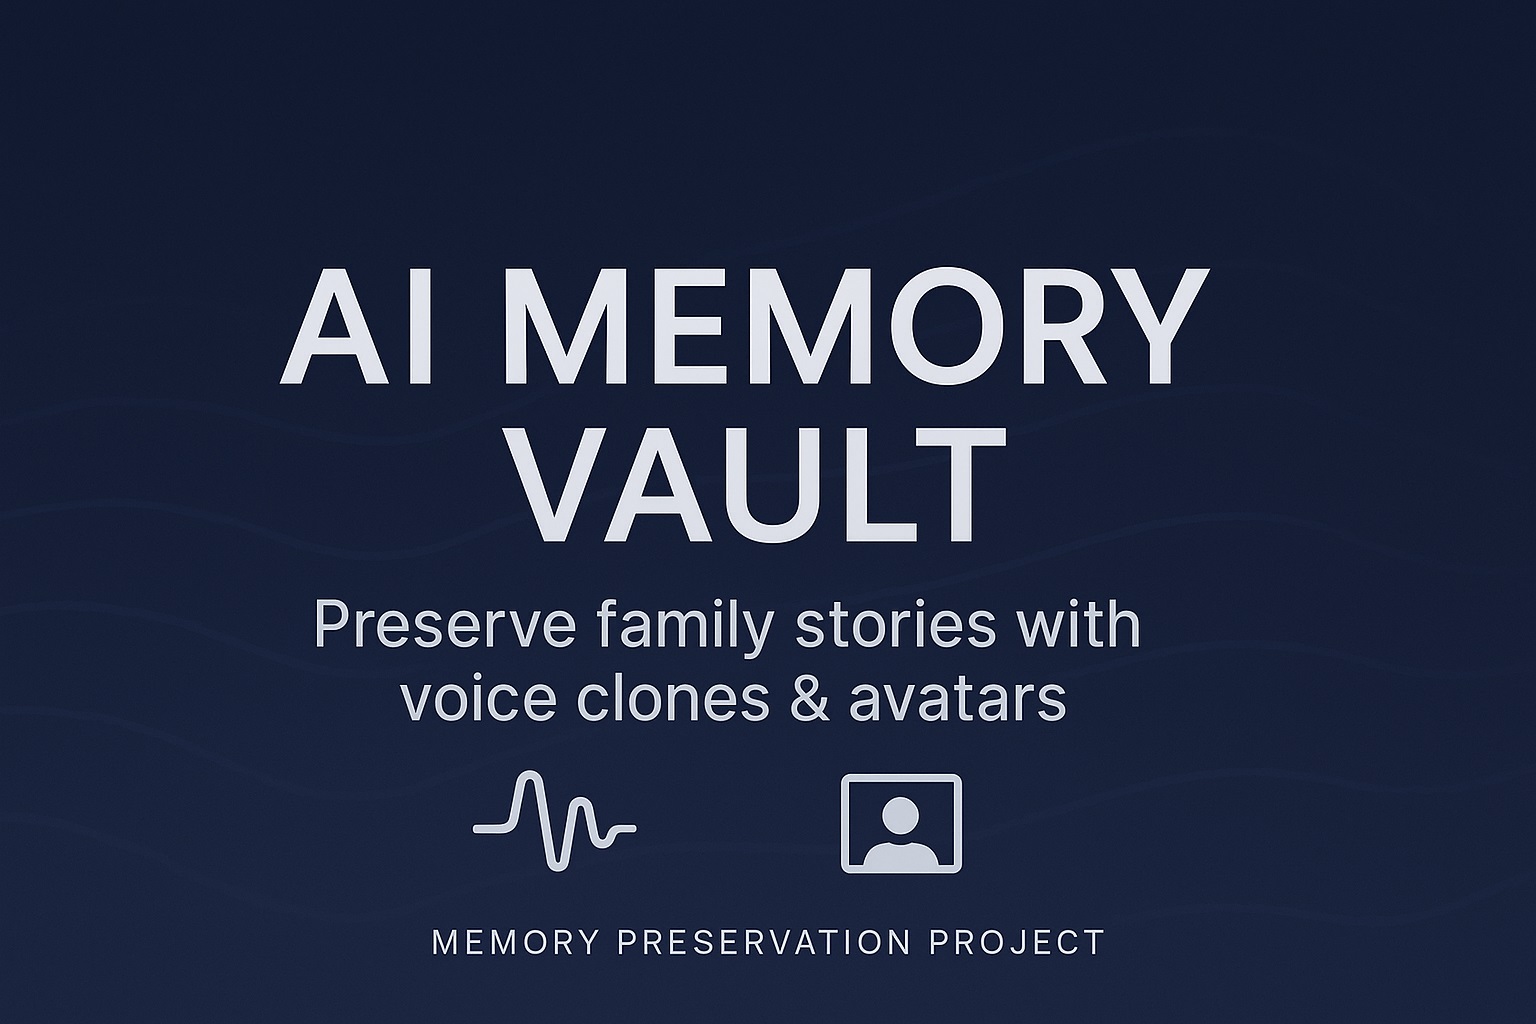 AI MEMORY
VAULT
Preserve family stories with
voice clones & avatars
MEMORY PRESERVATION PROJECT